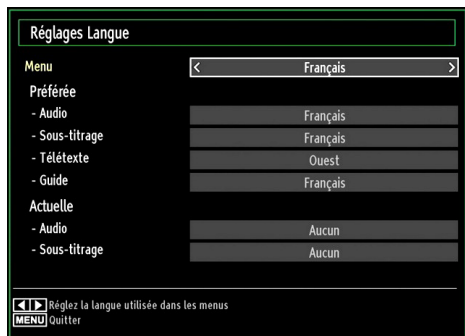 Réglages Langue
Menu < Français >
Préférée
- Audio Français
- Sous-titrage Français
- Télétexte Ouest
- Guide Français
Actuelle
- Audio Aucun
- Sous-titrage Aucun
Réglez la langue utilisée dans les menus
MENU Quitter